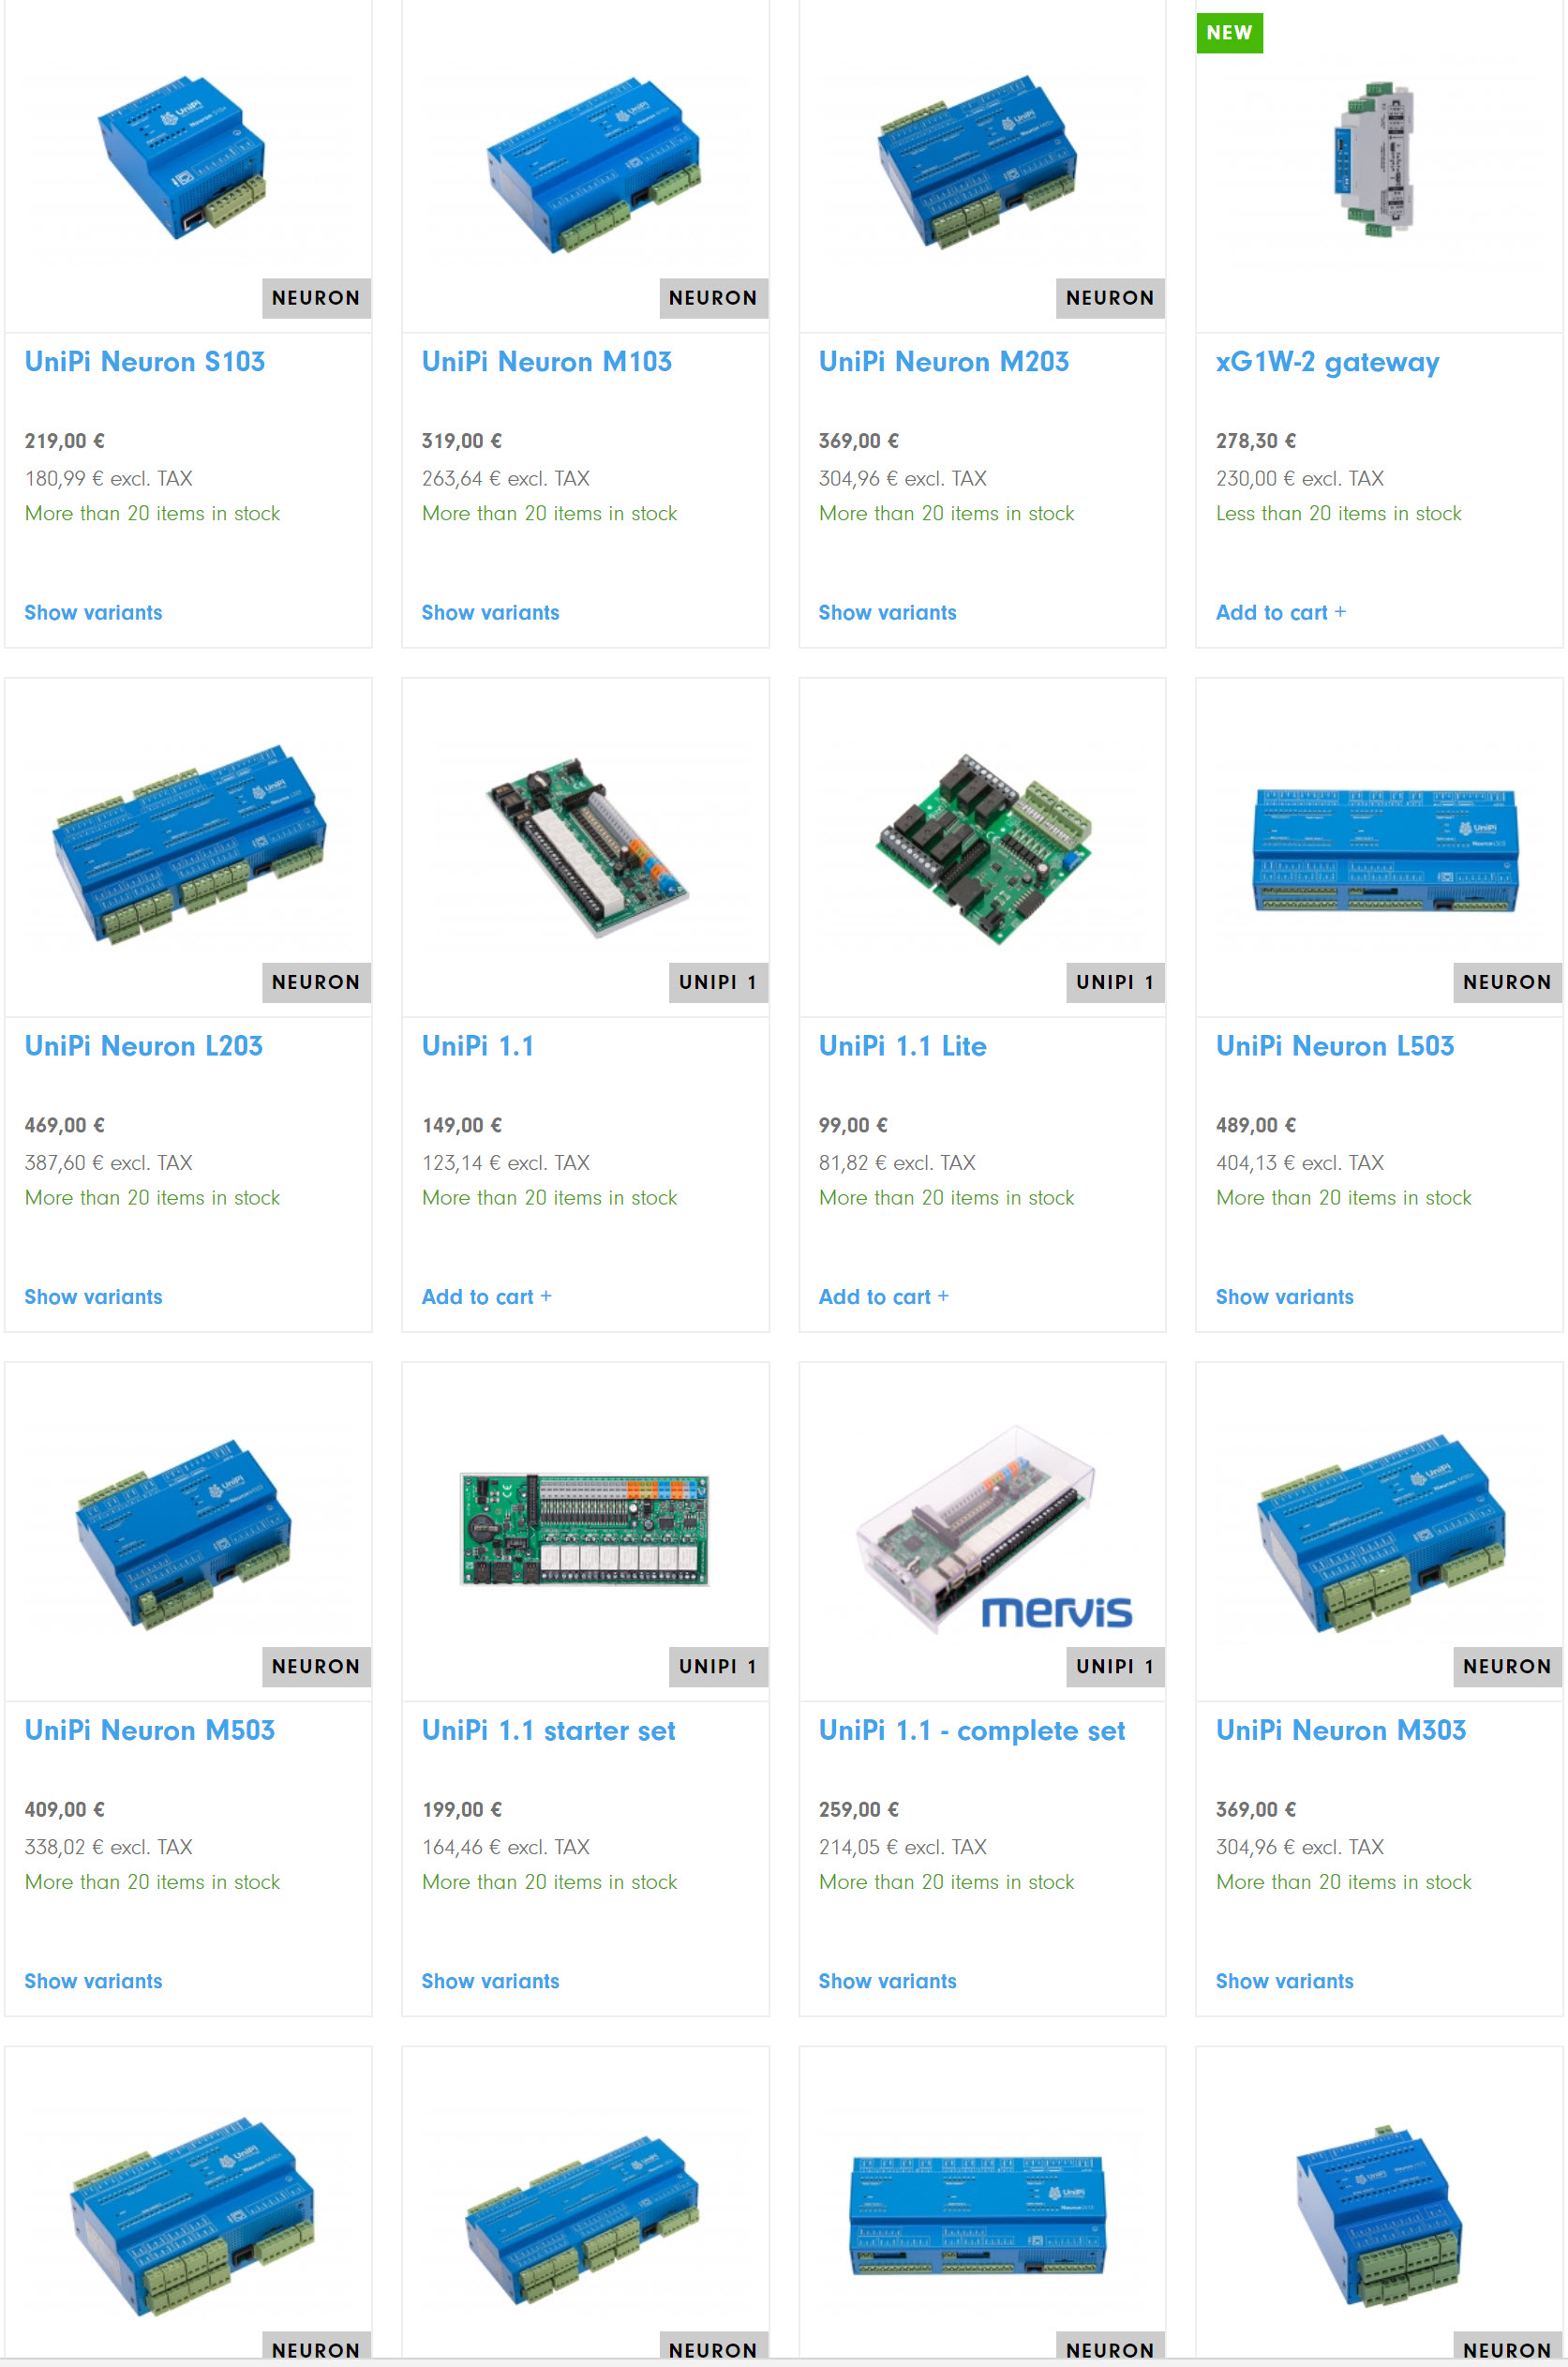 NEW
NEURON
NEURON
NEURON
UniPi Neuron S103
UniPi Neuron M103
UniPi Neuron M203
xG1W-2 gateway
219,00 €
319,00 €
369,00 €
278,30 €
180,99 € excl. TAX
263,64 € excl. TAX
304,96 € excl. TAX
230,00 € excl. TAX
More than 20 items in stock
More than 20 items in stock
More than 20 items in stock
Less than 20 items in stock
Show variants
Show variants
Show variants
Add to cart +
NEURON
UNIPI 1
UNIPI 1
NEURON
UniPi Neuron L203
UniPi 1.1
UniPi 1.1 Lite
UniPi Neuron L503
469,00 €
149,00 €
99,00 €
489,00 €
387,60 € excl. TAX
123,14 € excl. TAX
81,82 € excl. TAX
404,13 € excl. TAX
More than 20 items in stock
More than 20 items in stock
More than 20 items in stock
More than 20 items in stock
Show variants
Add to cart +
Add to cart +
Show variants
mervis
NEURON
UNIPI 1
UNIPI 1
NEURON
UniPi Neuron M503
UniPi 1.1 starter set
UniPi 1.1 - complete set
UniPi Neuron M303
409,00 €
199,00 €
259,00 €
369,00 €
338,02 € excl. TAX
164,46 € excl. TAX
214,05 € excl. TAX
304,96 € excl. TAX
More than 20 items in stock
More than 20 items in stock
More than 20 items in stock
More than 20 items in stock
Show variants
Show variants
Show variants
Show variants
NEURON
NEURON
NEURON
NEURON